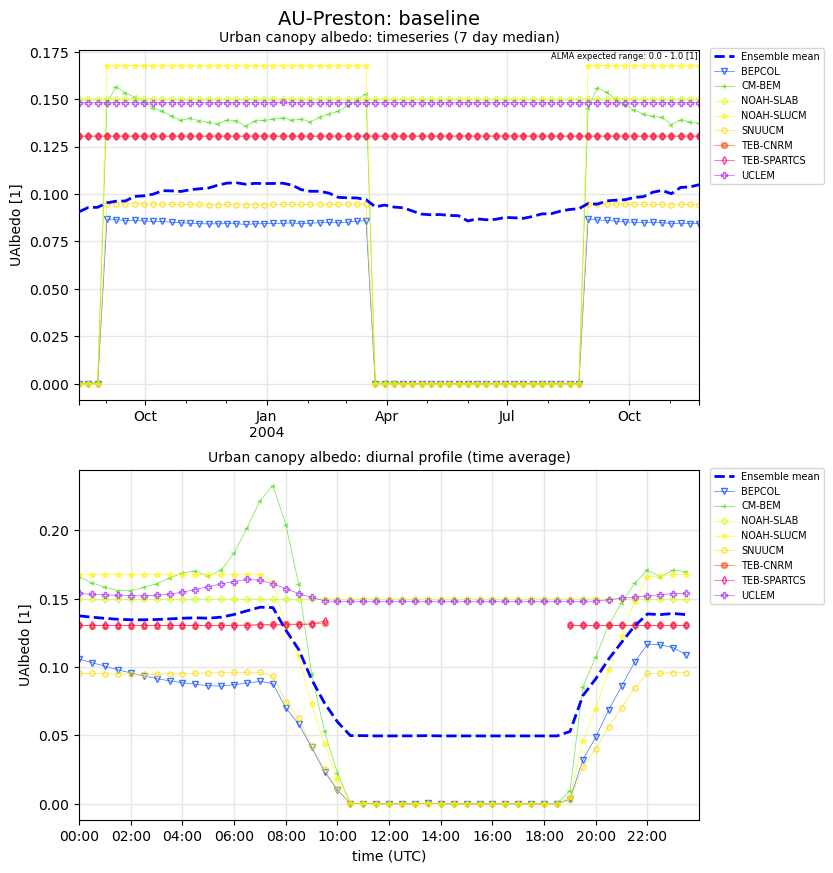 AU-Preston: baseline
Urban canopy albedo: timeseries (7 day median)
ALMA expected range: 0.0 - 1.0 [1]
UAlbedo [1]
0.175
0.150
0.125
0.100
0.075
0.050
0.025
0.000
Oct
Jan
2004
Apr
Jul
Oct
Ensemble mean
BEPCOL
CM-BEM
NOAH-SLAB
NOAH-SLUCM
SNUUCM
TEB-CNRM
TEB-SPARTCS
UCLEM
Urban canopy albedo: diurnal profile (time average)
UAlbedo [1]
0.20
0.15
0.10
0.05
0.00
00:00
02:00
04:00
06:00
08:00
10:00
12:00
14:00
16:00
18:00
20:00
22:00
time (UTC)
Ensemble mean
BEPCOL
CM-BEM
NOAH-SLAB
NOAH-SLUCM
SNUUCM
TEB-CNRM
TEB-SPARTCS
UCLEM